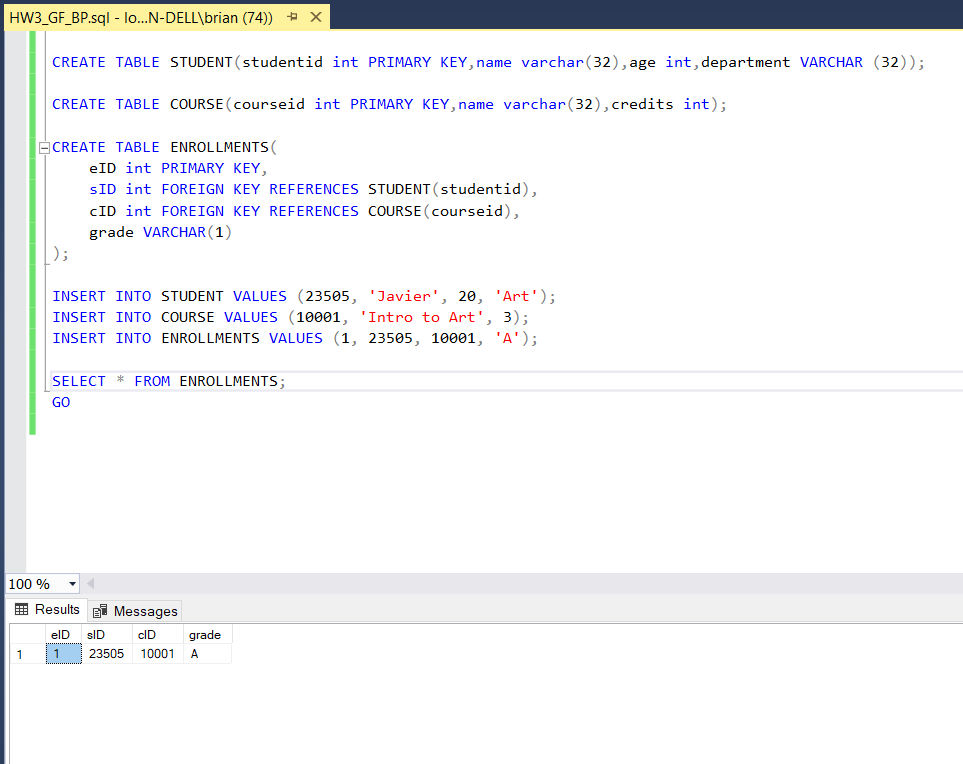 HW3_GF_BP.sql - lo...N-DELL\brian (74))
CREATE TABLE STUDENT(studentid int PRIMARY KEY,name varchar(32),age int,department VARCHAR (32));
CREATE TABLE COURSE(courseid int PRIMARY KEY,name varchar(32),credits int);
CREATE TABLE ENROLLMENTS(
eID int PRIMARY KEY,
sID int FOREIGN KEY REFERENCES STUDENT(studentid),
cID int FOREIGN KEY REFERENCES COURSE(courseid),
grade VARCHAR(1)
);
INSERT INTO STUDENT VALUES (23505, 'Javier', 20, 'Art');
INSERT INTO COURSE VALUES (10001, 'Intro to Art', 3);
INSERT INTO ENROLLMENTS VALUES (1, 23505, 10001, 'A');
SELECT * FROM ENROLLMENTS;
GO
100 %
Results Messages
eID sID cID grade
1 1 23505 10001 A